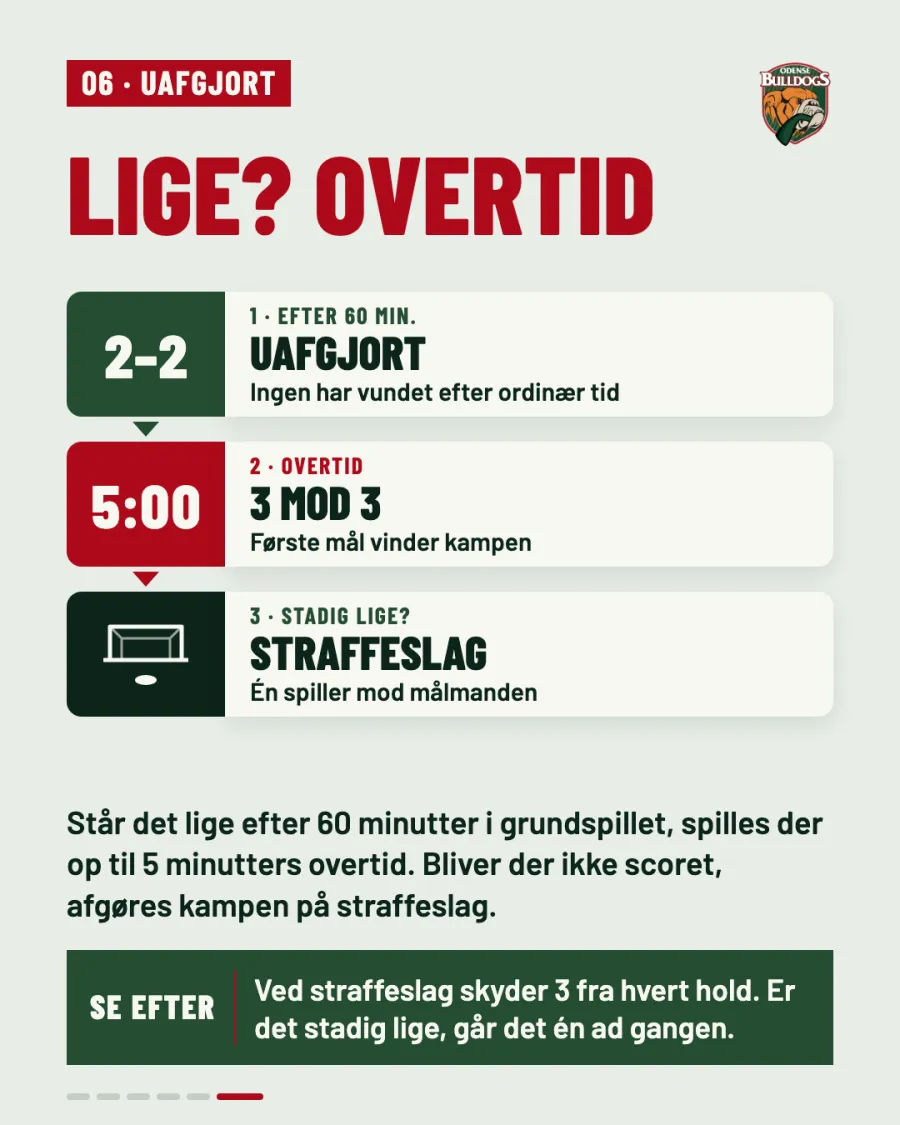 06 · UAFGJORT
ODENSE
BULLDOGS
LIGE? OVERTID
2–2
1 · EFTER 60 MIN.
UAFGJORT
Ingen har vundet efter ordinær tid
5:00
2 · OVERTID
3 MOD 3
Første mål vinder kampen
3 · STADIG LIGE?
STRAFFESLAG
Én spiller mod målmanden
Står det lige efter 60 minutter i grundspillet, spilles der
op til 5 minutters overtid. Bliver der ikke scoret,
afgøres kampen på straffeslag.
SE EFTER
Ved straffeslag skyder 3 fra hvert hold. Er
det stadig lige, går det én ad gangen.